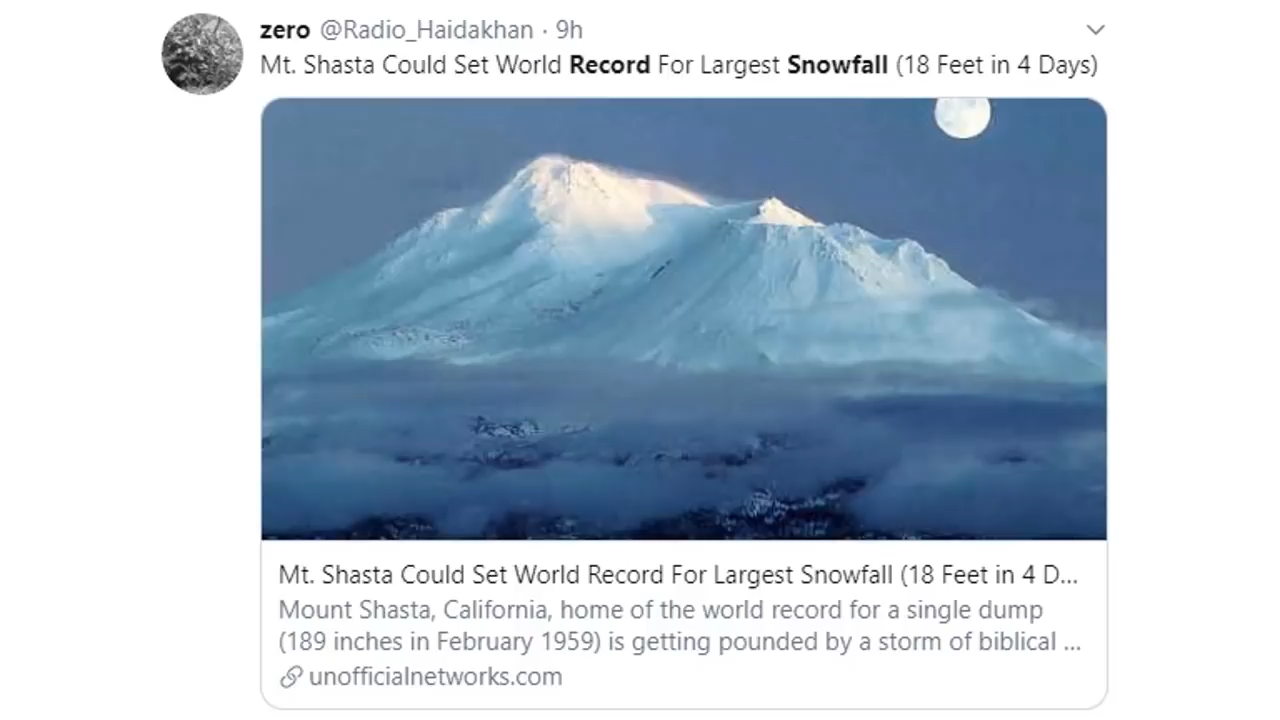 zero @Radio_Haidakhan · 9h
Mt. Shasta Could Set World Record For Largest Snowfall (18 Feet in 4 Days)
Mt. Shasta Could Set World Record For Largest Snowfall (18 Feet in 4 D...
Mount Shasta, California, home of the world record for a single dump
(189 inches in February 1959) is getting pounded by a storm of biblical ...
unofficialnetworks.com